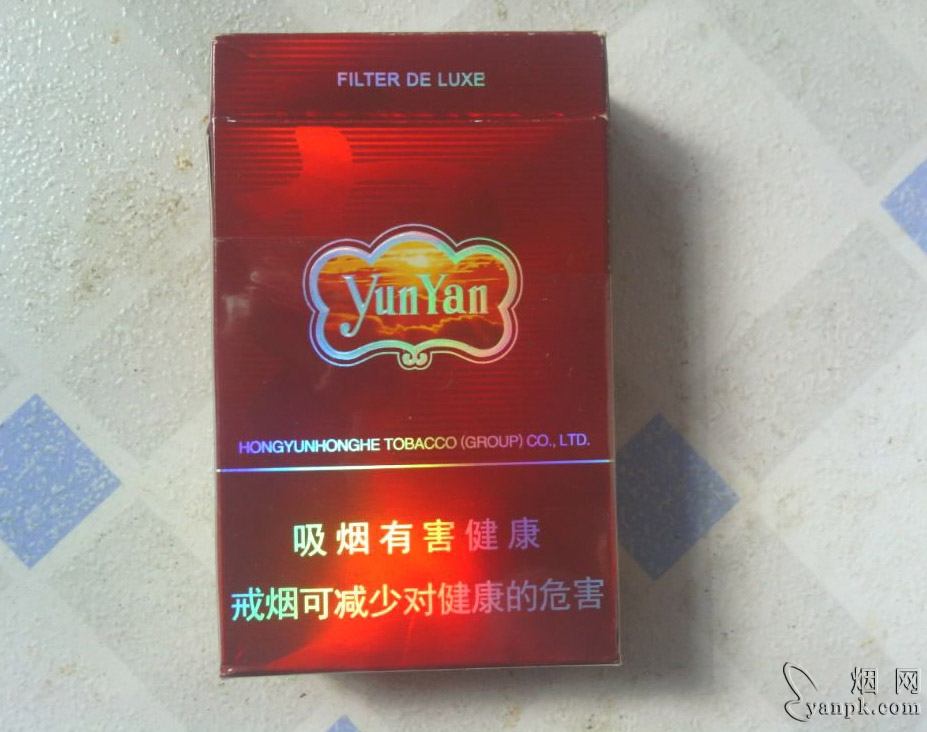 FILTER DE LUXE
YunYan
HONGYUNHONGHE TOBACCO (GROUP) CO., LTD.
吸烟有害健康
戒烟可减少对健康的危害
烟网
yanpk.com